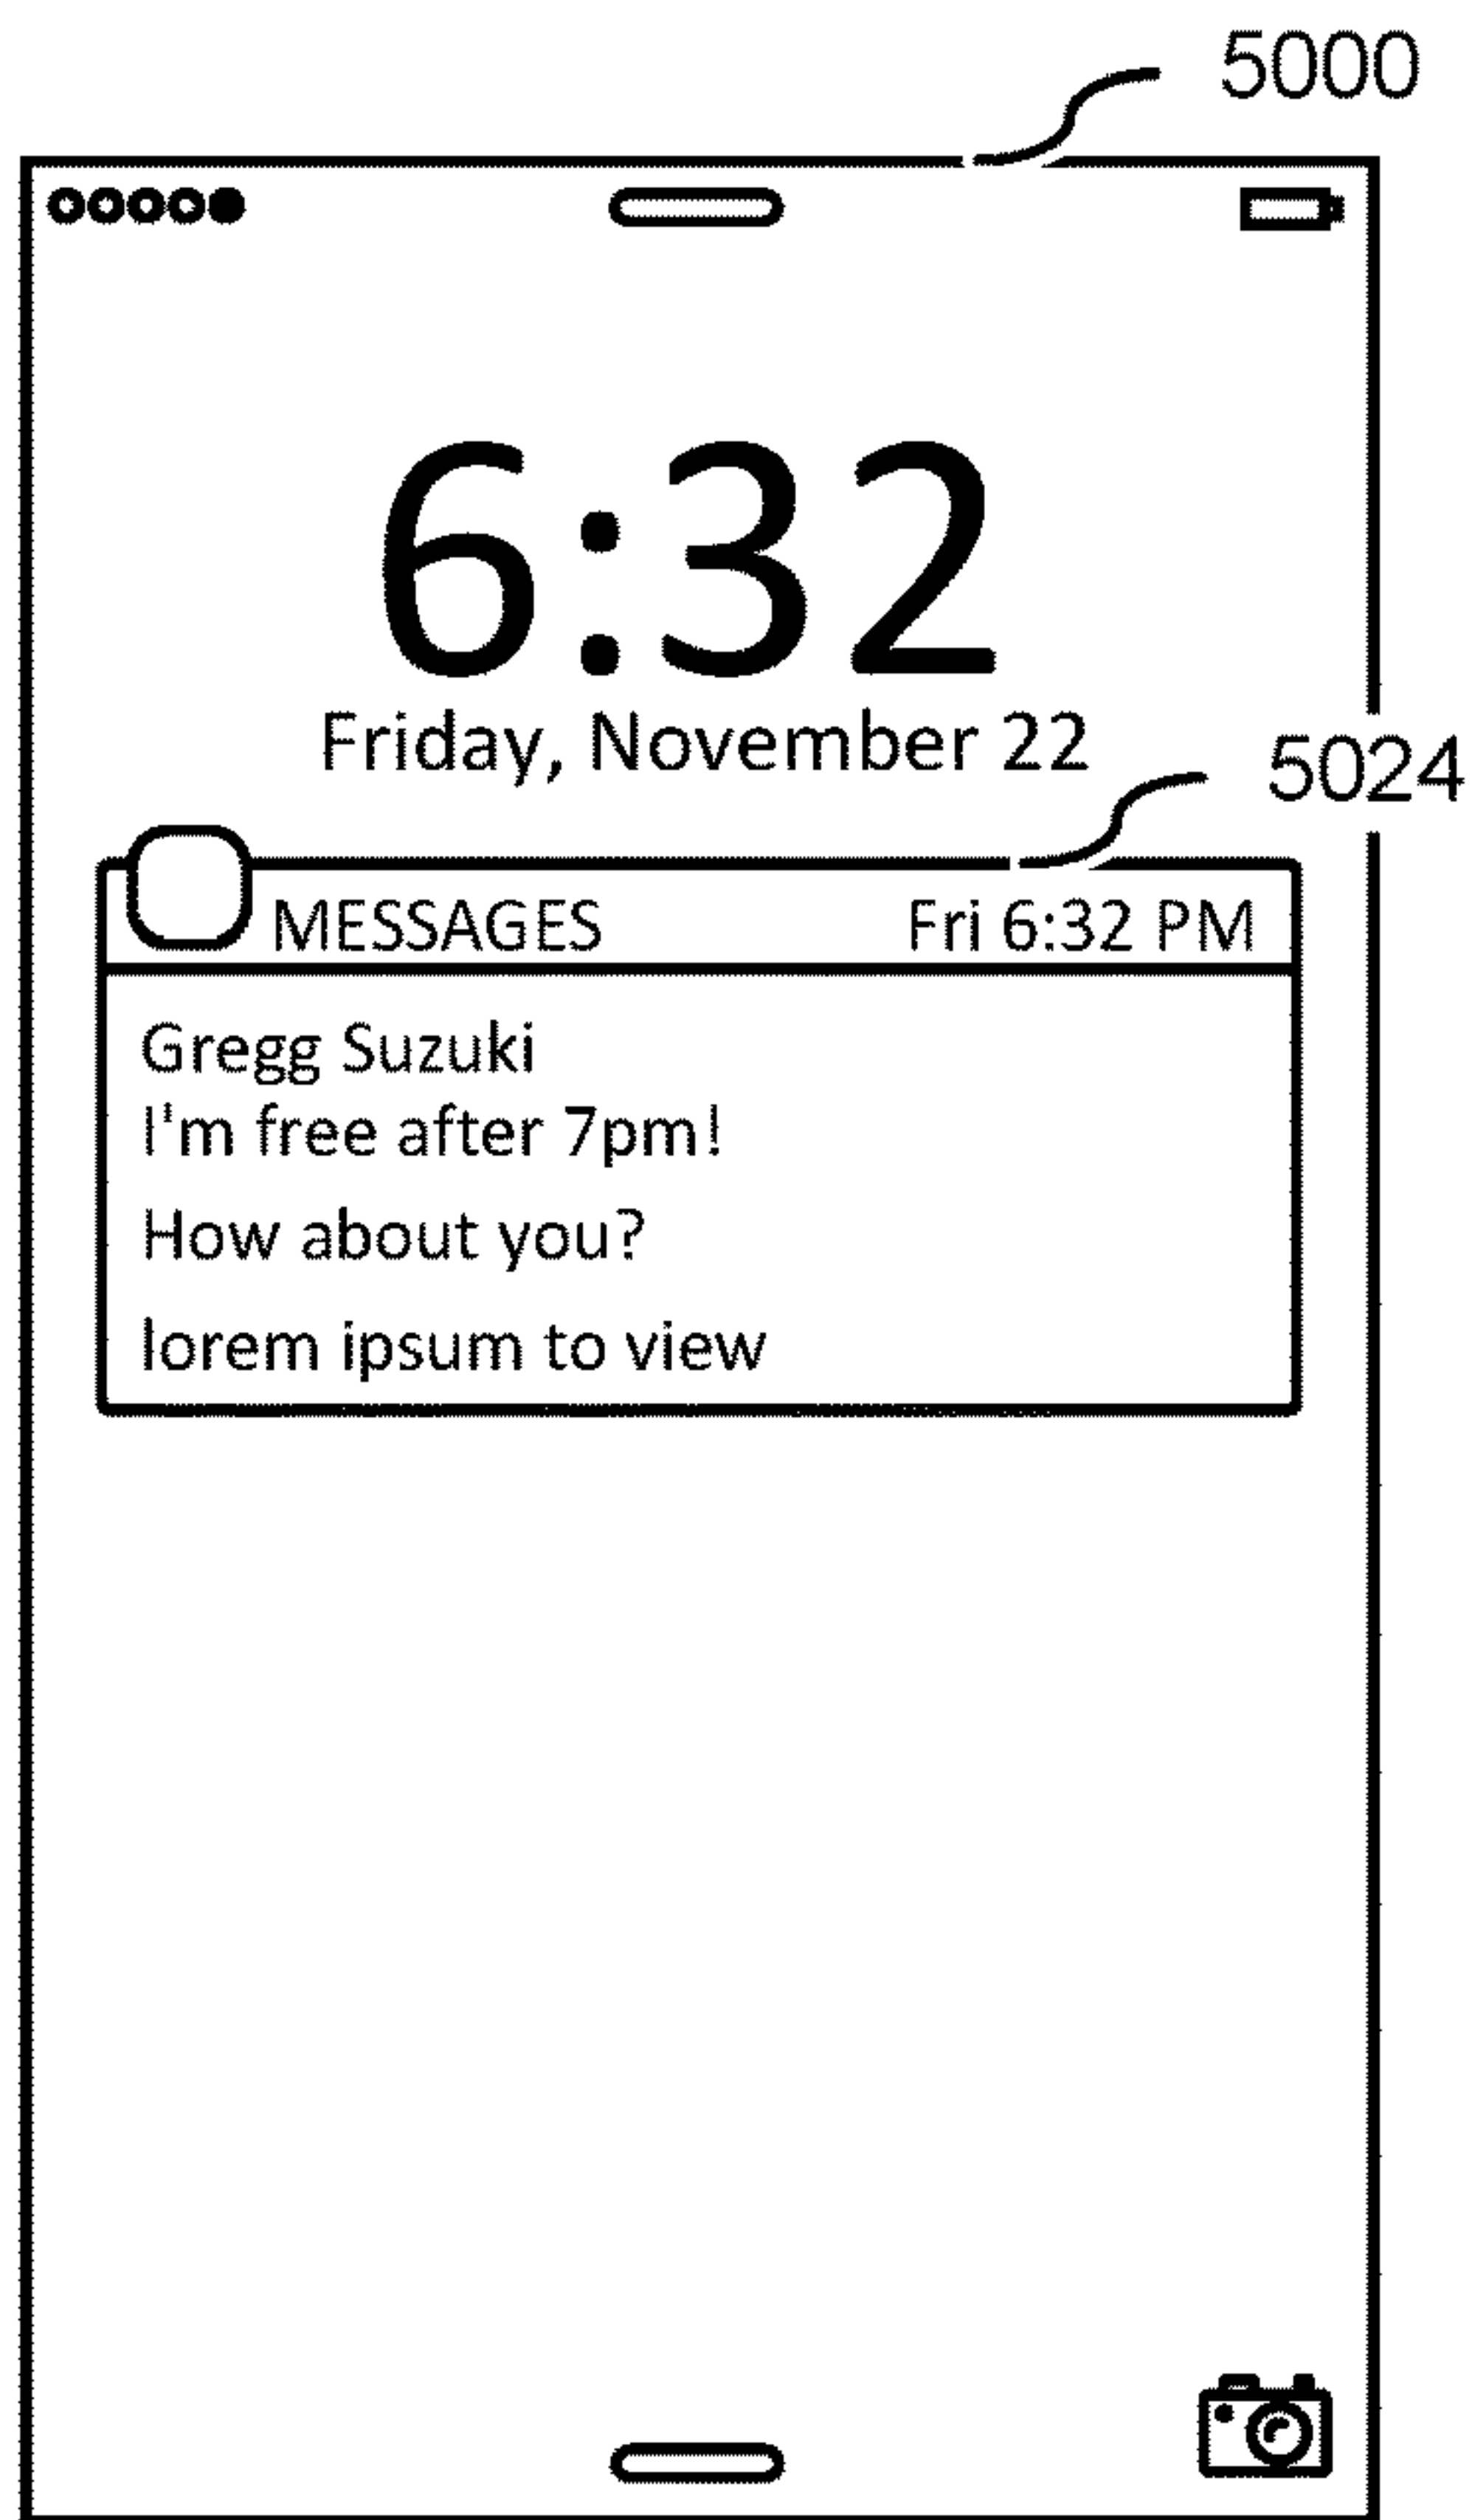 5000
6:32
Friday, November 22
5024
MESSAGES Fri 6:32 PM
Gregg Suzuki
I'm free after 7pm!
How about you?
lorem ipsum to view